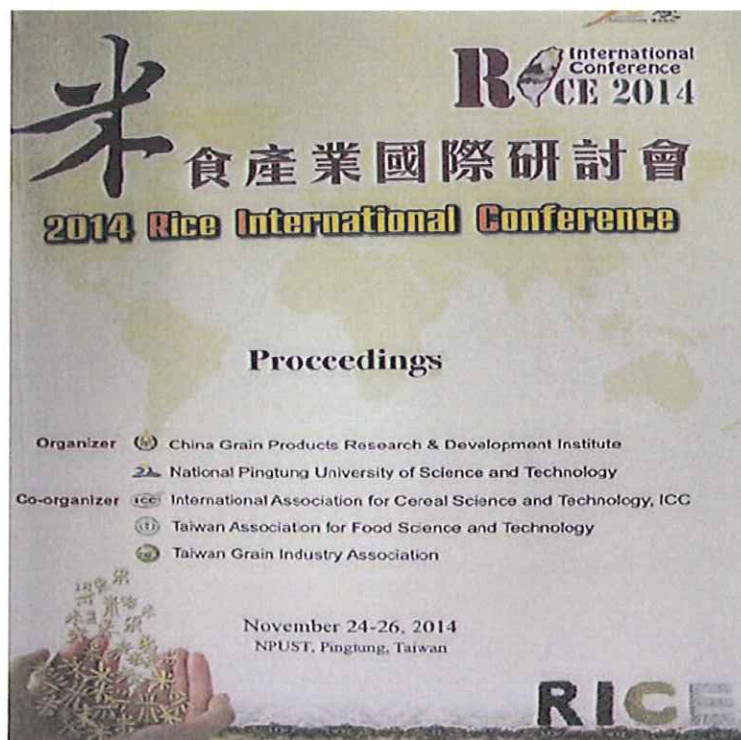 International
Conference
RICE 2014
米食產業國際研討會
2014 Rice International Conference
Proceedings
Organizer China Grain Products Research & Development Institute
National Pingtung University of Science and Technology
Co-organizer ICC International Association for Cereal Science and Technology, ICC
Taiwan Association for Food Science and Technology
Taiwan Grain Industry Association
November 24-26, 2014
NPUST, Pingtung, Taiwan
RICE